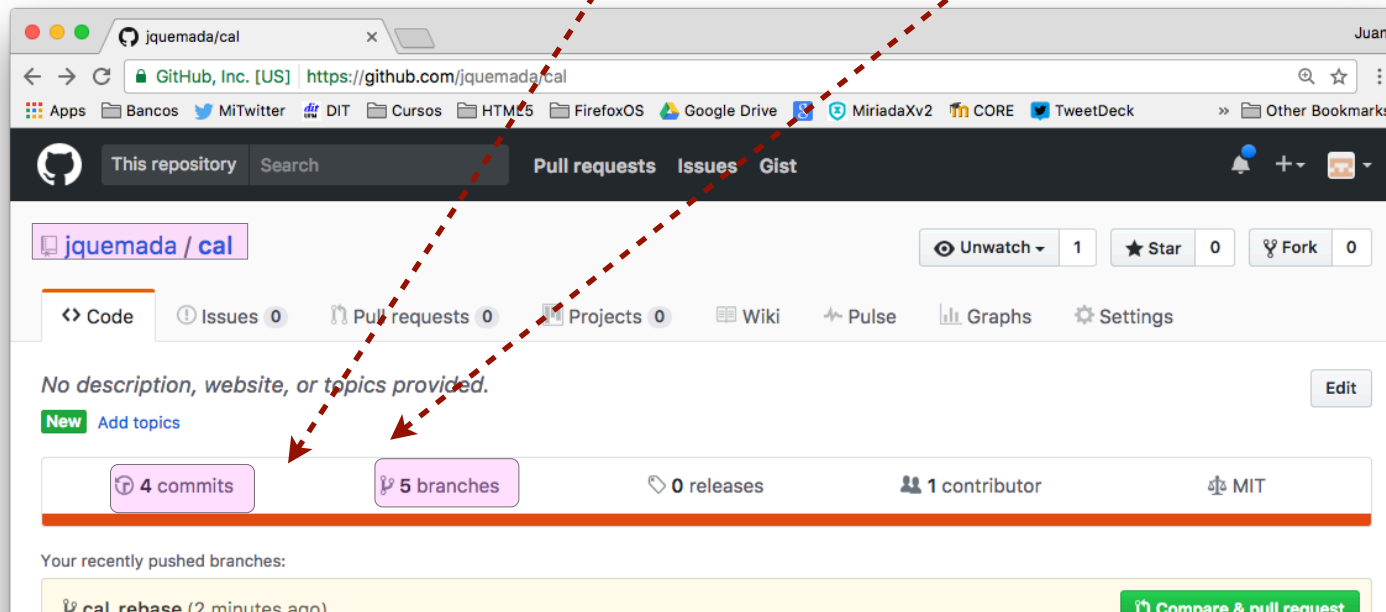 jquemada/cal
Juan
GitHub, Inc. [US] https://github.com/jquemada/cal
Apps Bancos MiTwitter dit UPM DIT Cursos HTML5 FirefoxOS Google Drive 8 MiriadaXv2 CORE TweetDeck » Other Bookmarks
This repository Search Pull requests Issues Gist
jquemada / cal
Unwatch 1 Star 0 Fork 0
Code Issues 0 Pull requests 0 Projects 0 Wiki Pulse Graphs Settings
No description, website, or topics provided.
Edit
New Add topics
4 commits 5 branches 0 releases 1 contributor MIT
Your recently pushed branches:
cal_rebase (2 minutes ago) Compare & pull request